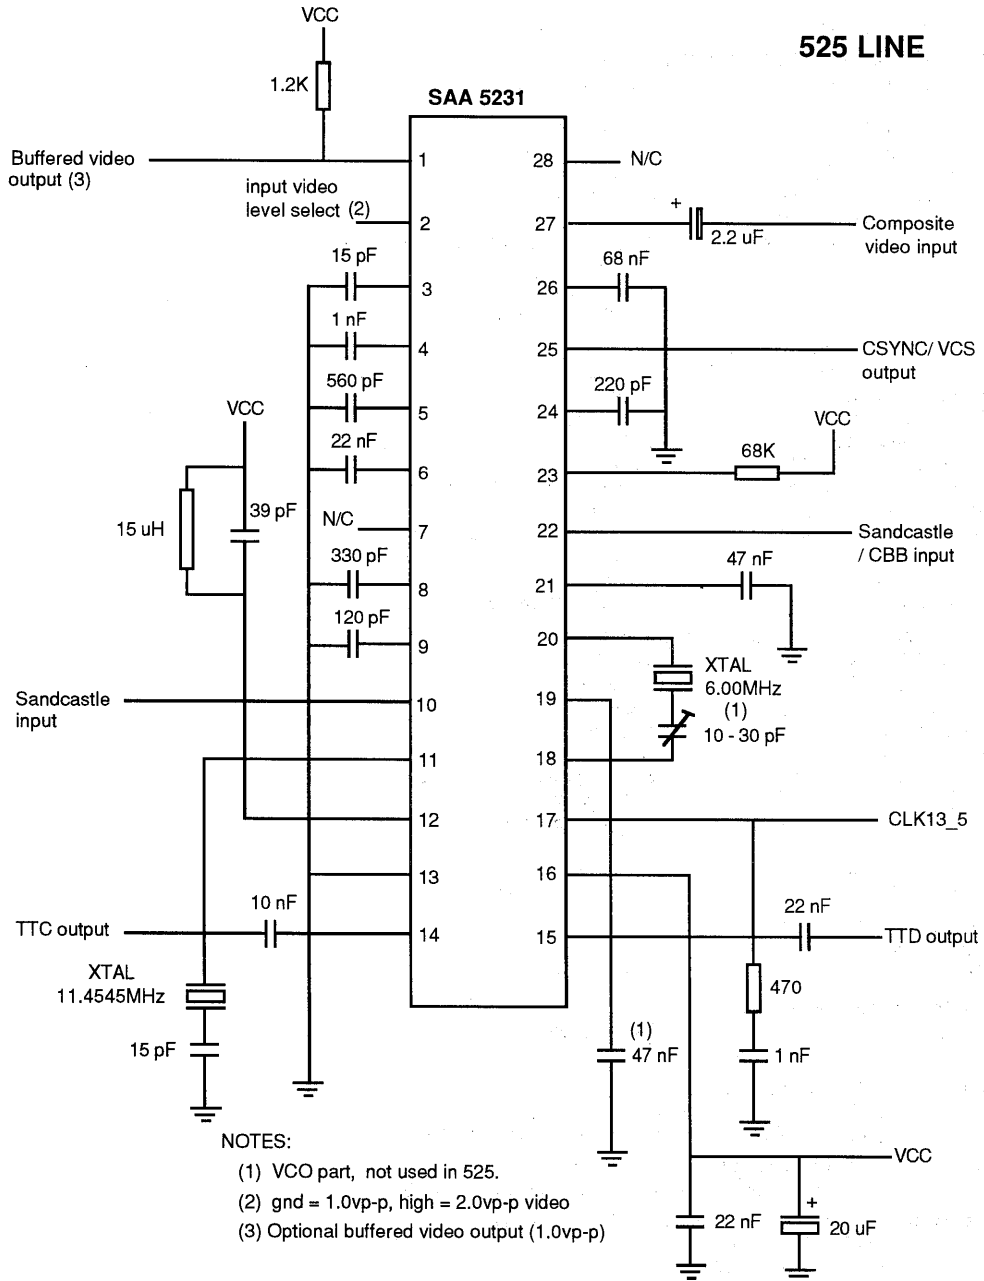 VCC
525 LINE
1.2K
SAA 5231
Buffered video
output (3)
1
28
N/C
input video
level select (2)
2
27
+
2.2 uF
Composite
video input
15 pF
3
68 nF
26
1 nF
4
25
CSYNC/ VCS
output
560 pF
5
220 pF
24
VCC
VCC
22 nF
6
68K
23
15 uH
39 pF
N/C
7
22
Sandcastle
/ CBB input
330 pF
8
47 nF
21
120 pF
9
20
XTAL
6.00MHz
(1)
10 - 30 pF
Sandcastle
input
10
19
11
18
12
17
CLK13_5
13
16
10 nF
TTC output
14
22 nF
15
TTD output
XTAL
11.4545MHz
470
15 pF
(1)
47 nF
1 nF
NOTES:
(1) VCO part, not used in 525.
(2) gnd = 1.0vp-p, high = 2.0vp-p video
(3) Optional buffered video output (1.0vp-p)
VCC
22 nF
+
20 uF